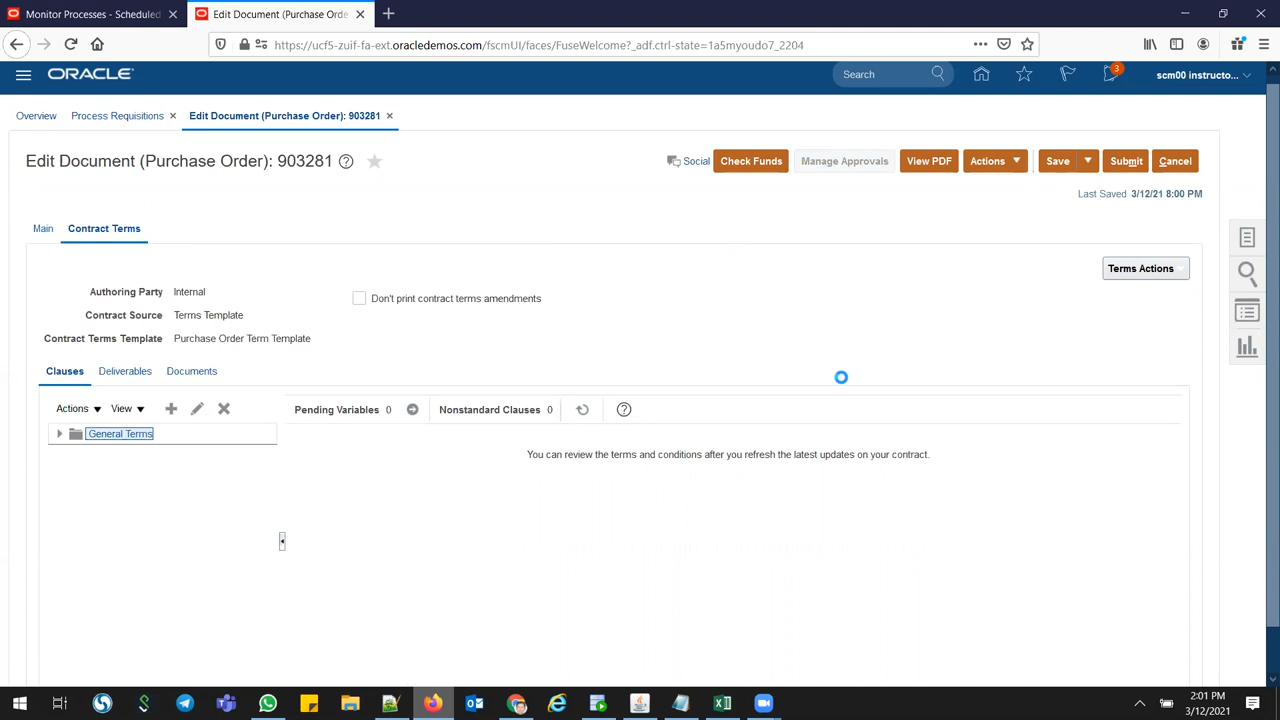 Monitor Processes - Scheduled
Edit Document (Purchase Orde
https://ucf5-zuif-fa-ext.oracledemos.com/fscmUI/faces/FuseWelcome?_adf.ctrl-state=1a5myoudo7_2204
ORACLE
Search
3
scm00 instructo...
Overview
Process Requisitions
Edit Document (Purchase Order): 903281
Edit Document (Purchase Order): 903281
Social
Check Funds
Manage Approvals
View PDF
Actions
Save
Submit
Cancel
Last Saved 3/12/21 8:00 PM
Main
Contract Terms
Terms Actions
Authoring Party Internal
Don't print contract terms amendments
Contract Source Terms Template
Contract Terms Template Purchase Order Term Template
Clauses
Deliverables
Documents
Actions
View
Pending Variables 0
Nonstandard Clauses 0
General Terms
You can review the terms and conditions after you refresh the latest updates on your contract.
2:01 PM
3/12/2021